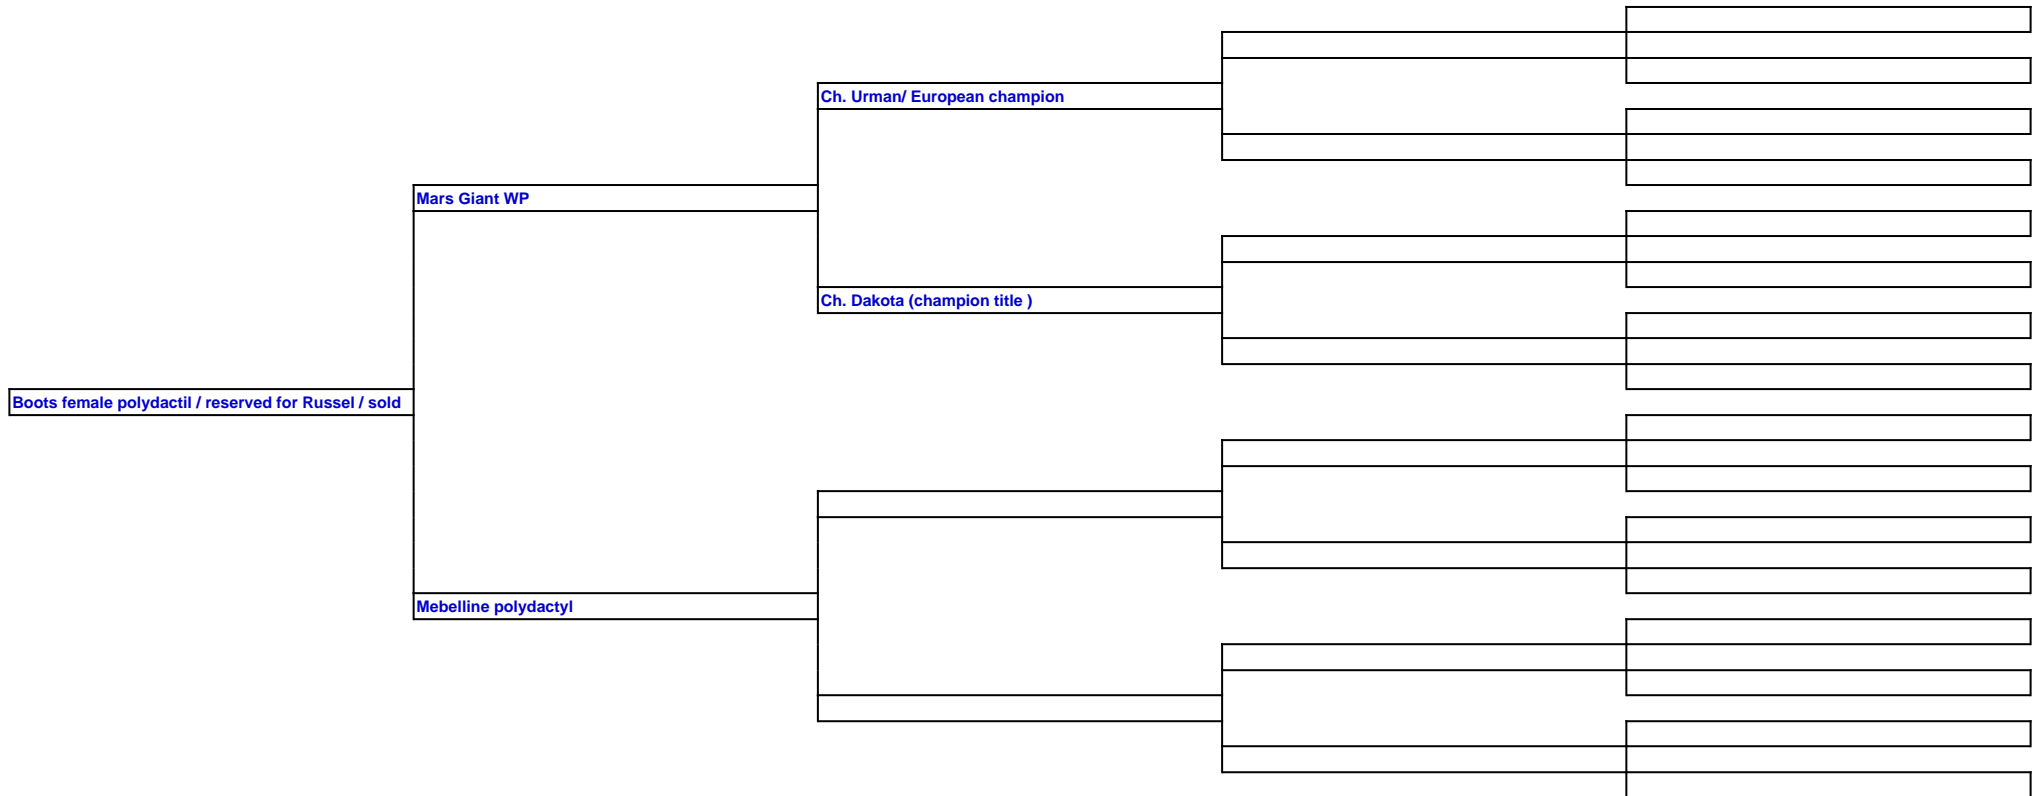 Ch. Urman/ European champion
Mars Giant WP
Ch. Dakota (champion title )
Boots female polydactil / reserved for Russel / sold
Mebelline polydactyl